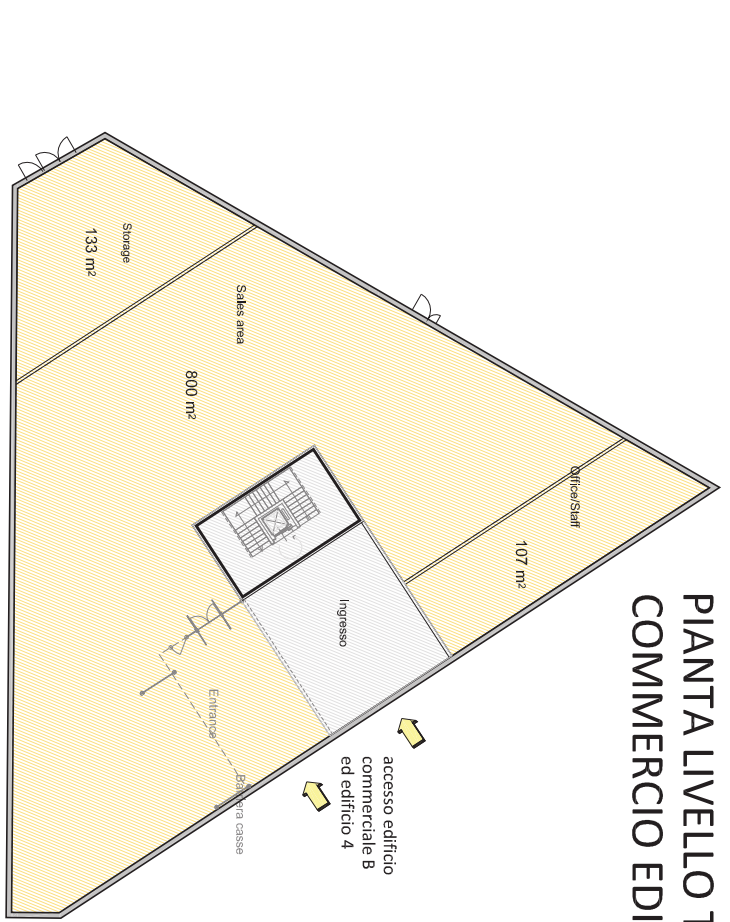 PIANTA LIVELLO T
COMMERCIO EDI
Office/Staff
107 m²
Storage
133 m²
Sales area
800 m²
Ingresso
accesso edificio
commerciale B
ed edificio 4
Entrance
Barriera casse